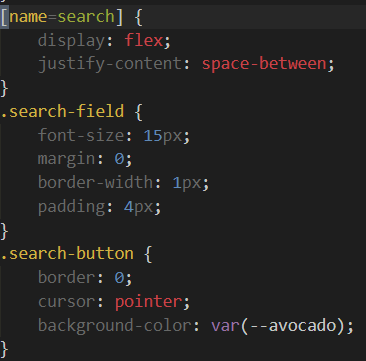 [name=search] {
    display: flex;
    justify-content: space-between;
}
.search-field {
    font-size: 15px;
    margin: 0;
    border-width: 1px;
    padding: 4px;
}
.search-button {
    border: 0;
    cursor: pointer;
    background-color: var(--avocado);
}